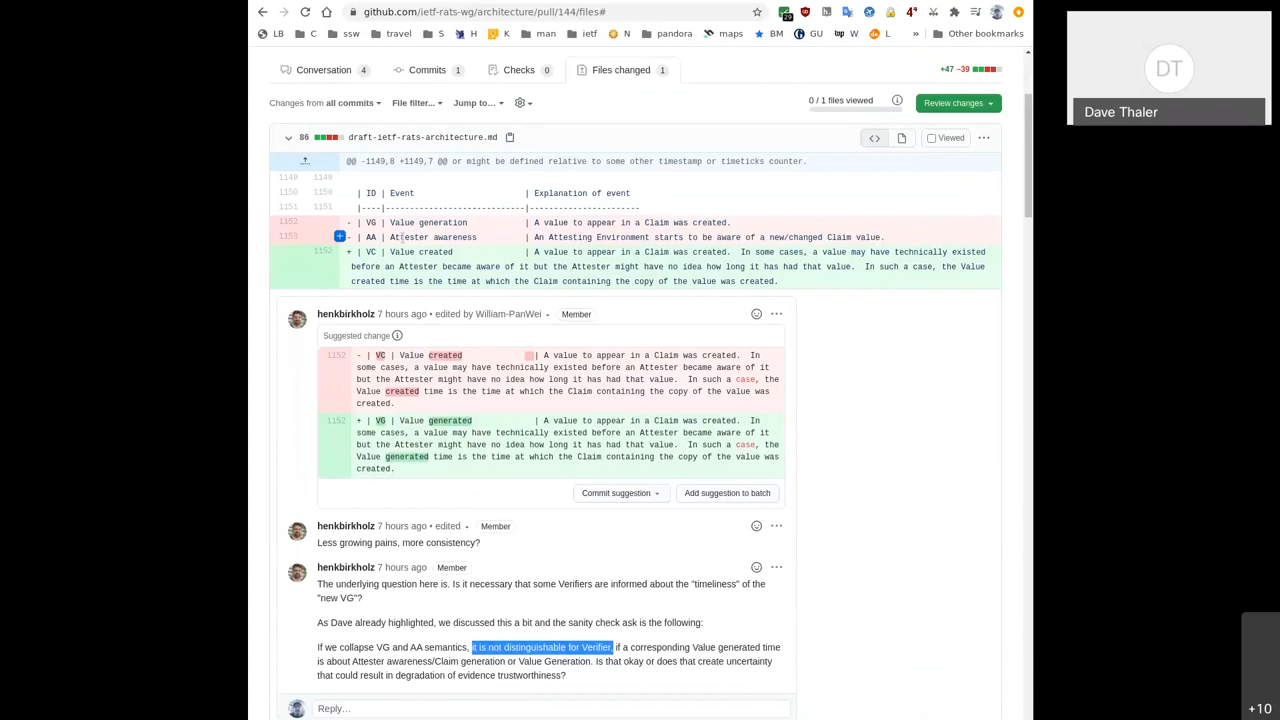 github.com/ietf-rats-wg/architecture/pull/144/files#
29
4⁺
LB C ssw travel S H K man ietf N pandora maps BM GU WP W de L » Other bookmarks
Conversation 4 Commits 1 Checks 0 Files changed 1 +47 −39
Changes from all commits File filter... Jump to... 0 / 1 files viewed Review changes
86 draft-ietf-rats-architecture.md Viewed
@@ -1149,8 +1149,7 @@ or might be defined relative to some other timestamp or timeticks counter.
1149 1149
1150 1150 | ID | Event | Explanation of event
1151 1151 |----|----------------------------|----------------------
1152 - | VG | Value generation | A value to appear in a Claim was created.
1153 - | AA | Attester awareness | An Attesting Environment starts to be aware of a new/changed Claim value.
1152 + | VC | Value created | A value to appear in a Claim was created. In some cases, a value may have technically existed
before an Attester became aware of it but the Attester might have no idea how long it has had that value. In such a case, the Value
created time is the time at which the Claim containing the copy of the value was created.
henkbirkholz 7 hours ago • edited by William-PanWei Member
Suggested change
1152 - | VC | Value created | A value to appear in a Claim was created. In
some cases, a value may have technically existed before an Attester became aware of it
but the Attester might have no idea how long it has had that value. In such a case, the
Value created time is the time at which the Claim containing the copy of the value was
created.
1152 + | VG | Value generated | A value to appear in a Claim was created. In
some cases, a value may have technically existed before an Attester became aware of it
but the Attester might have no idea how long it has had that value. In such a case, the
Value generated time is the time at which the Claim containing the copy of the value was
created.
Commit suggestion Add suggestion to batch
henkbirkholz 7 hours ago • edited Member
Less growing pains, more consistency?
henkbirkholz 7 hours ago Member
The underlying question here is. Is it necessary that some Verifiers are informed about the "timeliness" of the
"new VG"?
As Dave already highlighted, we discussed this a bit and the sanity check ask is the following:
If we collapse VG and AA semantics, it is not distinguishable for Verifier, if a corresponding Value generated time
is about Attester awareness/Claim generation or Value Generation. Is that okay or does that create uncertainty
that could result in degradation of evidence trustworthiness?
Reply…
DT
Dave Thaler
+10